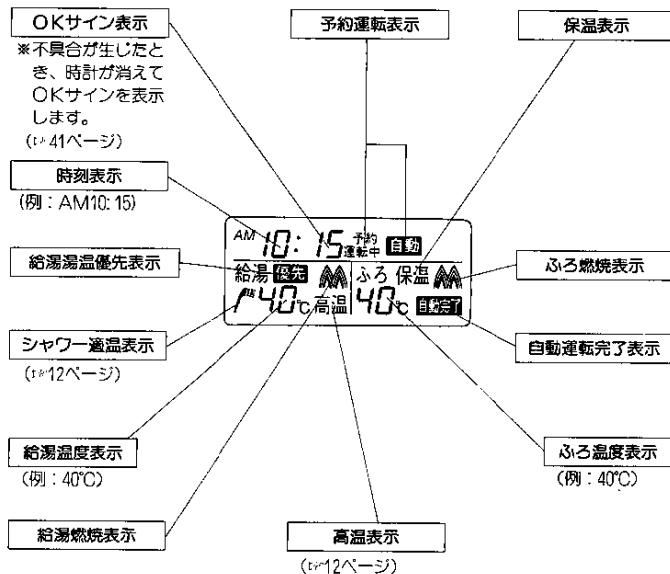 OKサイン表示
※不具合が生じたと
き、時計が消えて
OKサインを表示
します。
(☞41ページ)
予約運転表示
保温表示
時刻表示
(例：AM10:15)
AM 10:15 予約運転中 自動
給湯 優先 ふろ 保温
40℃ 高温 40℃ 自動完了
給湯湯温優先表示
ふろ燃焼表示
シャワー適温表示
(☞12ページ)
自動運転完了表示
給湯温度表示
(例：40℃)
ふろ温度表示
(例：40℃)
給湯燃焼表示
高温表示
(☞12ページ)